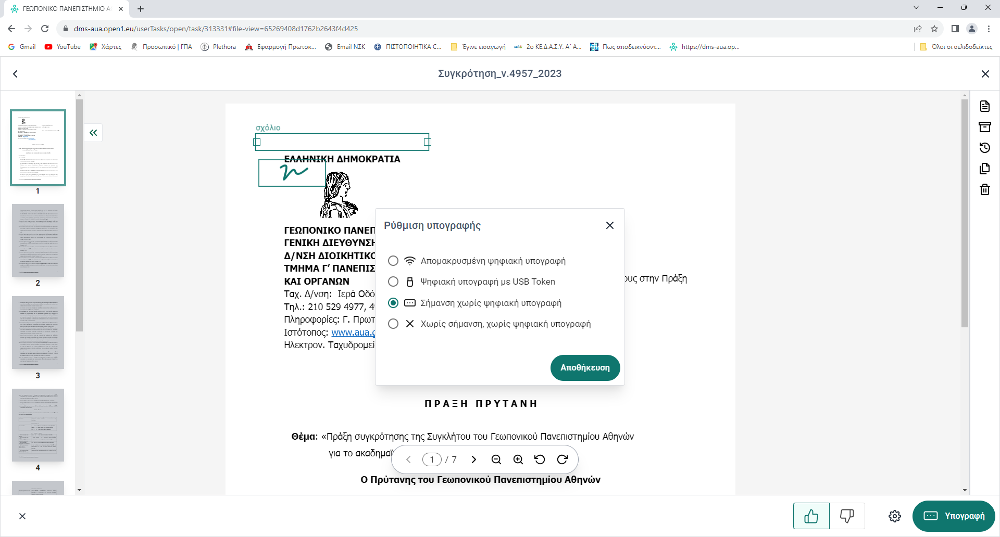 ΓΕΩΠΟΝΙΚΟ ΠΑΝΕΠΙΣΤΗΜΙΟ
dms-aua.open1.eu/userTasks/open/task/313331#file-view=65269408d1762b2643f4d425
Gmail YouTube Χάρτες Προσωπικό | ΓΠΑ Plethora Εφαρμογή Πρωτοκ... Email ΝΣΚ ΠΙΣΤΟΠΟΙΗΤΙΚΑ C... Έγινε εισαγωγή 2ο ΚΕ.Δ.Α.Σ.Υ. Α΄ Α... Πως αποδεικνύοντ... https://dms-aua.op... Όλοι οι σελιδοδείκτες
Συγκρότηση_ν.4957_2023
1
2
3
4
σχόλιο
ΕΛΛΗΝΙΚΗ ΔΗΜΟΚΡΑΤΙΑ
ΓΕΩΠΟΝΙΚΟ ΠΑΝΕΠ
ΓΕΝΙΚΗ ΔΙΕΥΘΥΝΣΗ
Δ/ΝΣΗ ΔΙΟΙΚΗΤΙΚΟ
ΤΜΗΜΑ Γ’ ΠΑΝΕΠΙΣ
ΚΑΙ ΟΡΓΑΝΩΝ
Ταχ. Δ/νση: Ιερά Οδό
Τηλ.: 210 529 4977, 4
Πληροφορίες: Γ. Πρωτ
Ιστότοπος: www.aua.g
Ηλεκτρον. Ταχυδρομεί
ους στην Πράξη
Ρύθμιση υπογραφής
Απομακρυσμένη ψηφιακή υπογραφή
Ψηφιακή υπογραφή με USB Token
Σήμανση χωρίς ψηφιακή υπογραφή
Χωρίς σήμανση, χωρίς ψηφιακή υπογραφή
Αποθήκευση
Π Ρ Α Ξ Η Π Ρ Υ Τ Α Ν Η
Θέμα: «Πράξη συγκρότησης της Συγκλήτου του Γεωπονικού Πανεπιστημίου Αθηνών
για το ακαδημαϊ
1 / 7
Ο Πρύτανης του Γεωπονικού Πανεπιστημίου Αθηνών
Υπογραφή